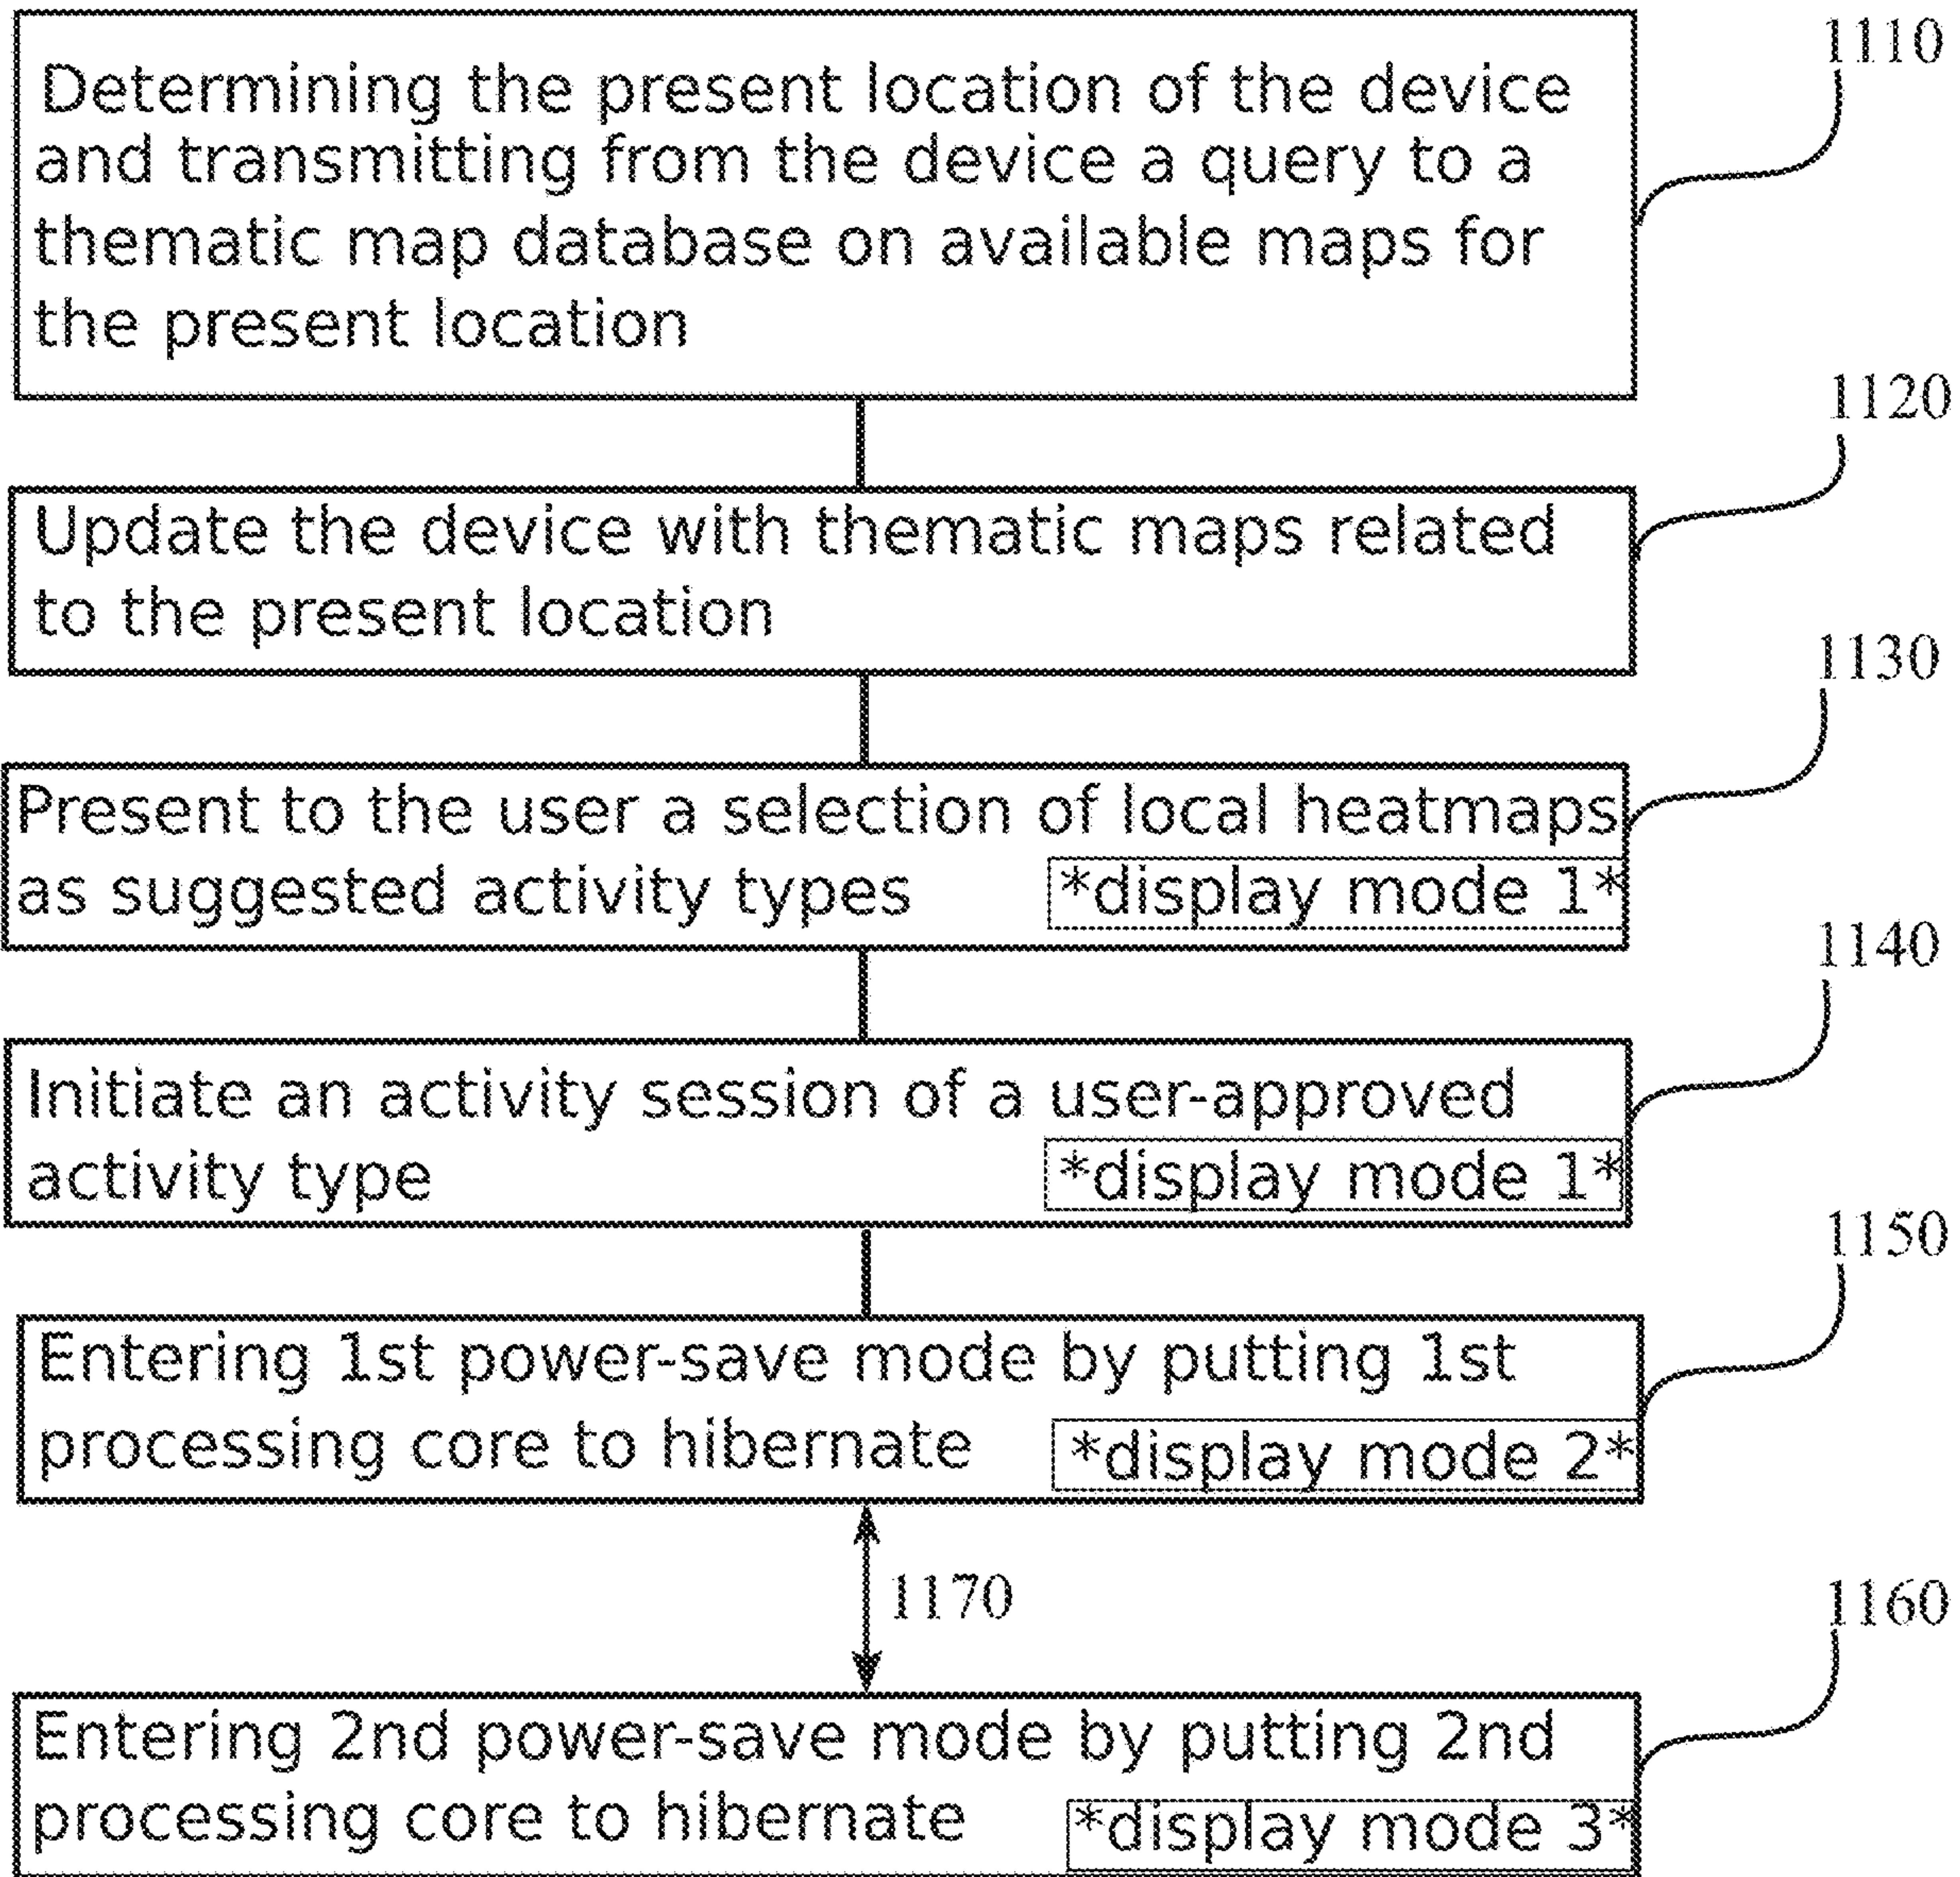 1110
Determining the present location of the device
and transmitting from the device a query to a
thematic map database on available maps for
the present location
1120
Update the device with thematic maps related
to the present location
1130
Present to the user a selection of local heatmaps
as suggested activity types
*display mode 1*
1140
Initiate an activity session of a user-approved
activity type
*display mode 1*
1150
Entering 1st power-save mode by putting 1st
processing core to hibernate
*display mode 2*
1170
1160
Entering 2nd power-save mode by putting 2nd
processing core to hibernate
*display mode 3*